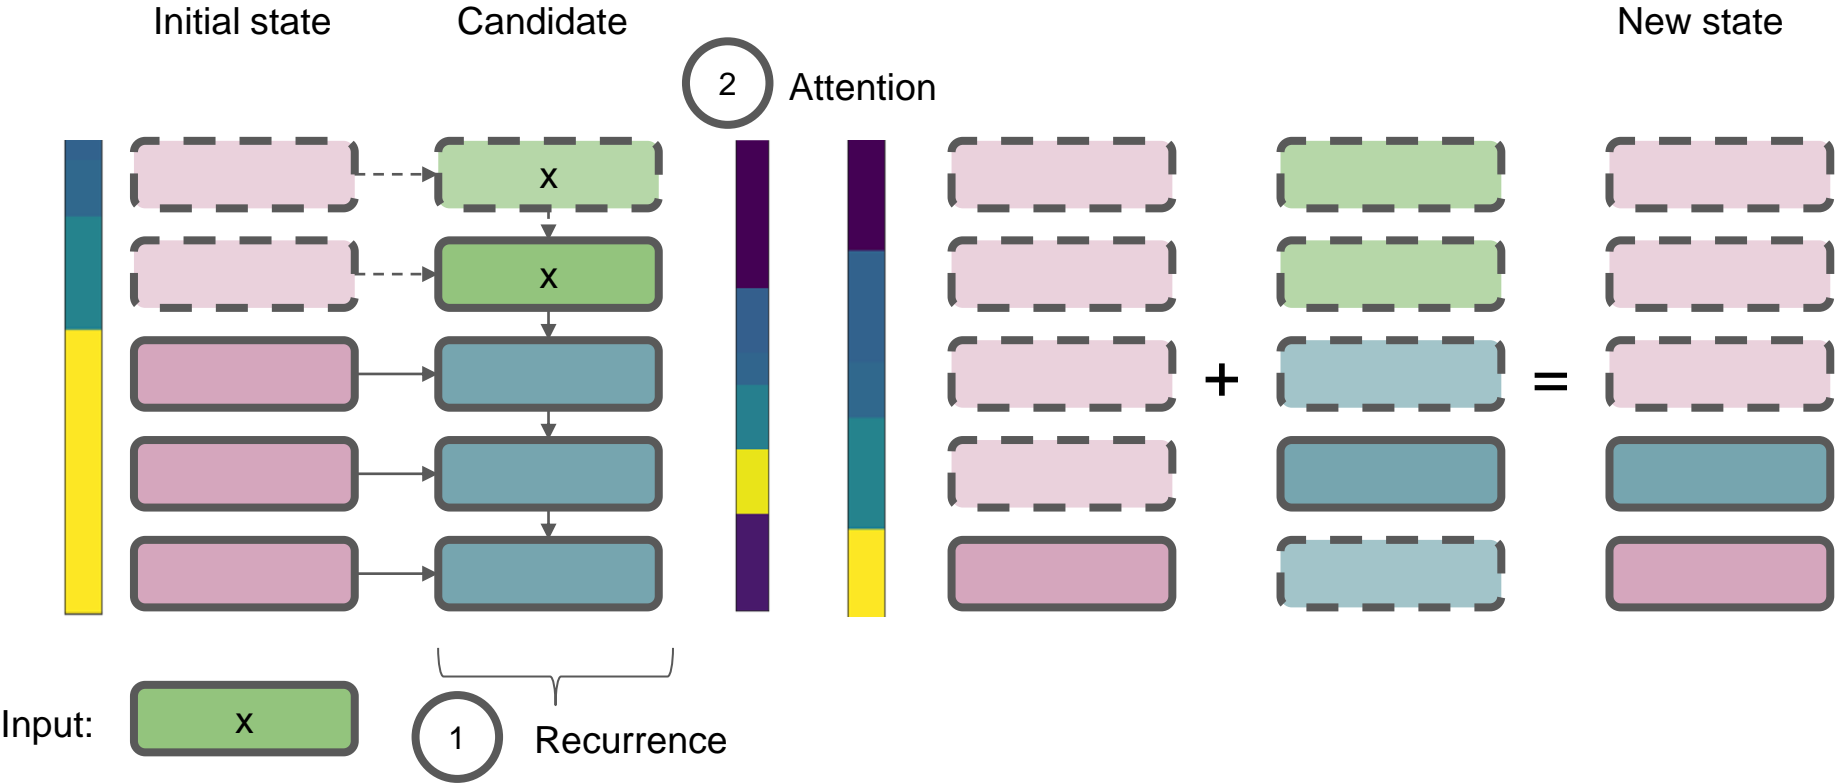 Initial state
Candidate
New state
2
Attention
x
x
+
=
Input:
x
1
Recurrence